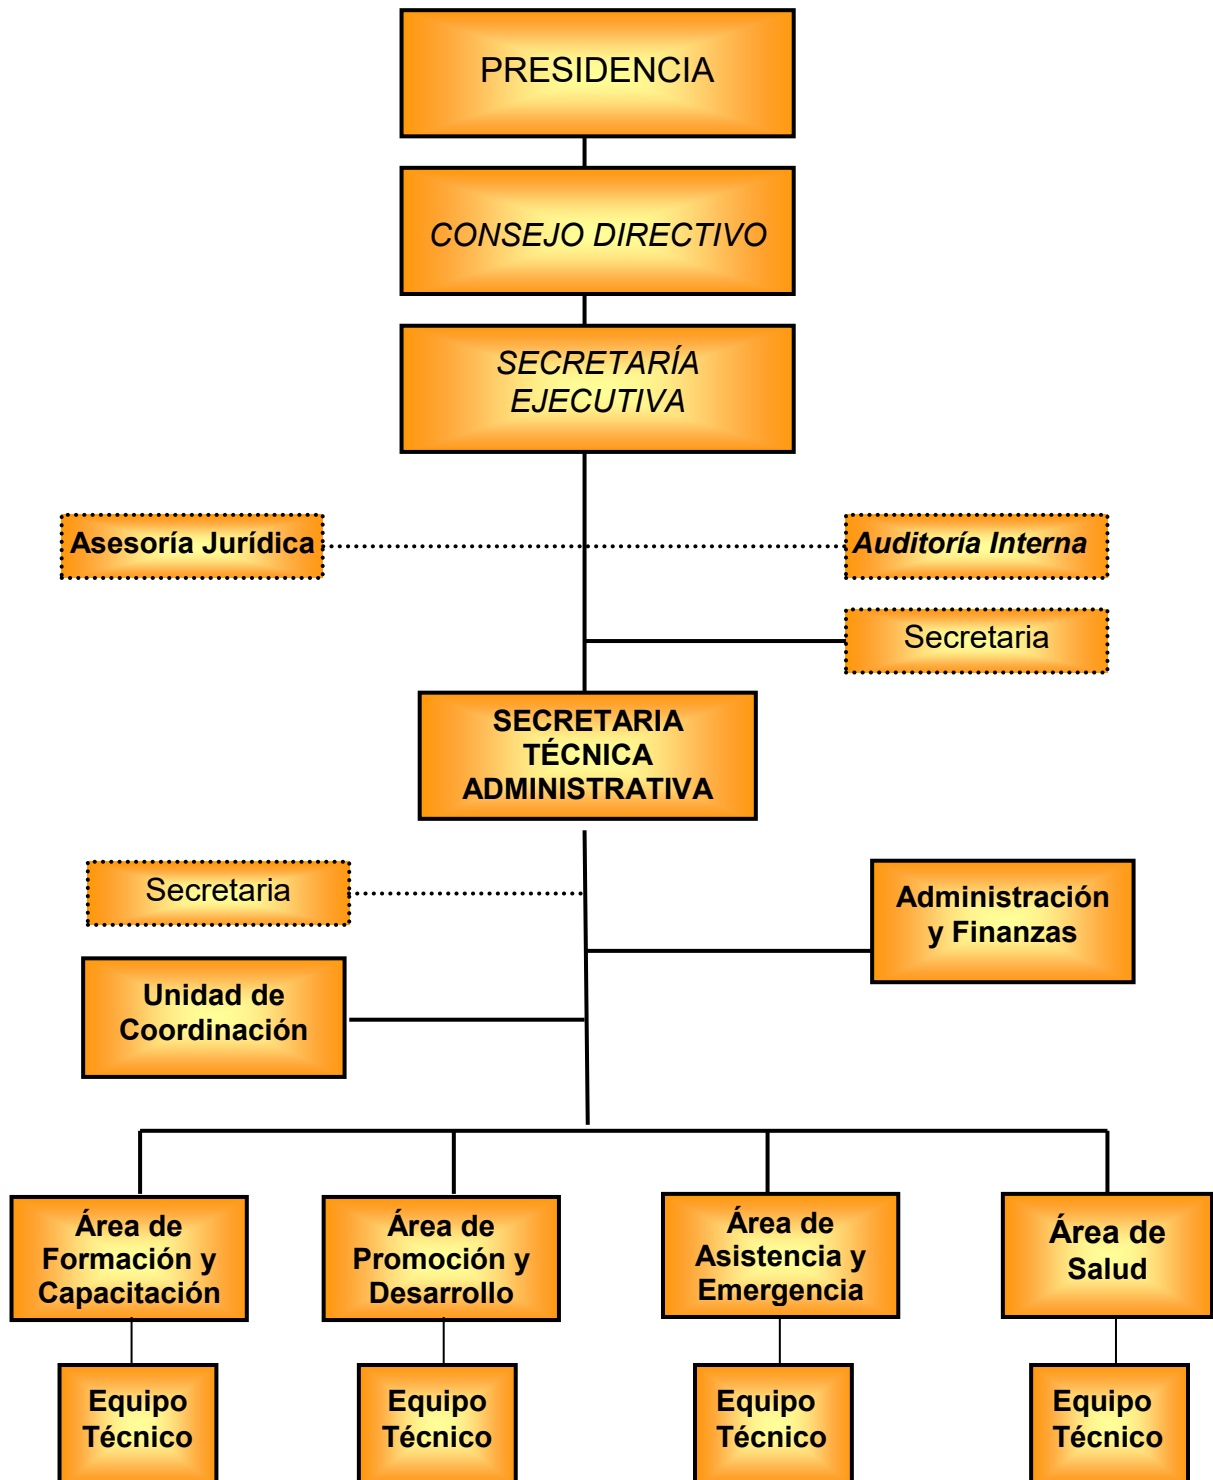 PRESIDENCIA
CONSEJO DIRECTIVO
SECRETARÍA
EJECUTIVA
Asesoría Jurídica
Auditoría Interna
Secretaria
SECRETARIA
TÉCNICA
ADMINISTRATIVA
Secretaria
Administración
y Finanzas
Unidad de
Coordinación
Área de
Formación y
Capacitación
Área de
Promoción y
Desarrollo
Área de
Asistencia y
Emergencia
Área de
Salud
Equipo
Técnico
Equipo
Técnico
Equipo
Técnico
Equipo
Técnico